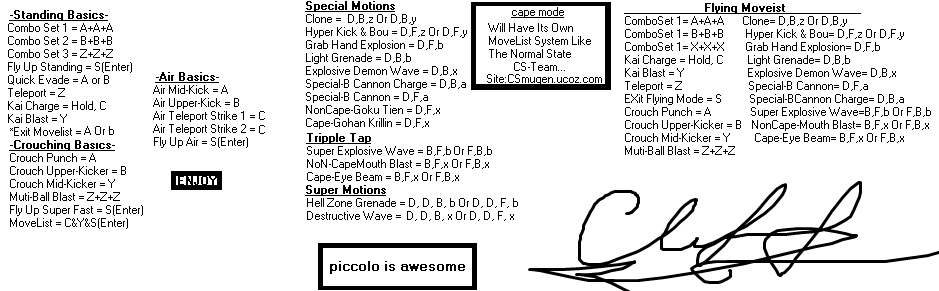 -Standing Basics-
Combo Set 1 = A+A+A
Combo Set 2 = B+B+B
Combo Set 3 = Z+Z+Z
Fly Up Standing = S(Enter)
Quick Evade = A or B
Teleport = Z
Kai Charge = Hold, C
Kai Blast = Y
*Exit Movelist = A Or b
-Crouching Basics-
Crouch Punch = A
Crouch Upper-Kicker = B
Crouch Mid-Kicker = Y
Muti-Ball Blast = Z+Z+Z
Fly Up Super Fast = S(Enter)
MoveList = C&Y&S(Enter)
-Air Basics-
Air Mid-Kick = A
Air Upper-Kick = B
Air Teleport Strike 1 = C
Air Teleport Strike 2 = C
Fly Up Air = S(Enter)
ENJOY
Special Motions
Clone = D,B,z Or D,B,y
Hyper Kick & Bou= D,F,z Or D,F,y
Grab Hand Explosion= D,F,b
Light Grenade= D,B,b
Explosive Demon Wave= D,B,x
Special-B Cannon Charge= D,B,a
Special-B Cannon = D,F,a
NonCape-Goku Tien = D,F,x
Cape-Gohan Krillin = D,F,x
Tripple Tap
Super Explosive Wave = B,F,b Or F,B,b
NoN-CapeMouth Blast = B,F,x Or F,B,x
Cape-Eye Beam= B,F,x Or F,B,x
Super Motions
Hell Zone Grenade = D, D, B, b Or D, D, F, b
Destructive Wave = D, D, B, x Or D, D, F, x
cape mode
Will Have Its Own
MoveList System Like
The Normal State
CS-Team...
Site:CSmugen.ucoz.com
piccolo is awesome
Flying Moveist
ComboSet 1= A+A+A
ComboSet 1= B+B+B
ComboSet 1= X+X+X
Kai Charge = Hold, C
Kai Blast = Y
Teleport = Z
EXit Flying Mode = S
Crouch Punch = A
Crouch Upper-Kicker = B
Crouch Mid-Kicker = Y
Muti-Ball Blast = Z+Z+Z
Clone= D,B,z Or D,B,y
Hyper Kick & Bou= D,F,z Or D,F,y
Grab Hand Explosion= D,F,b
Light Grenade= D,B,b
Explosive Demon Wave= D,B,x
Special-B Cannon= D,F,a
Special-BCannon Charge= D,B,a
Super Explosive Wave=B,F,b Or F,B,b
NonCape-Mouth Blast=B,F,x Or F,B,x
Cape-Eye Beam= B,F,x Or F,B,x